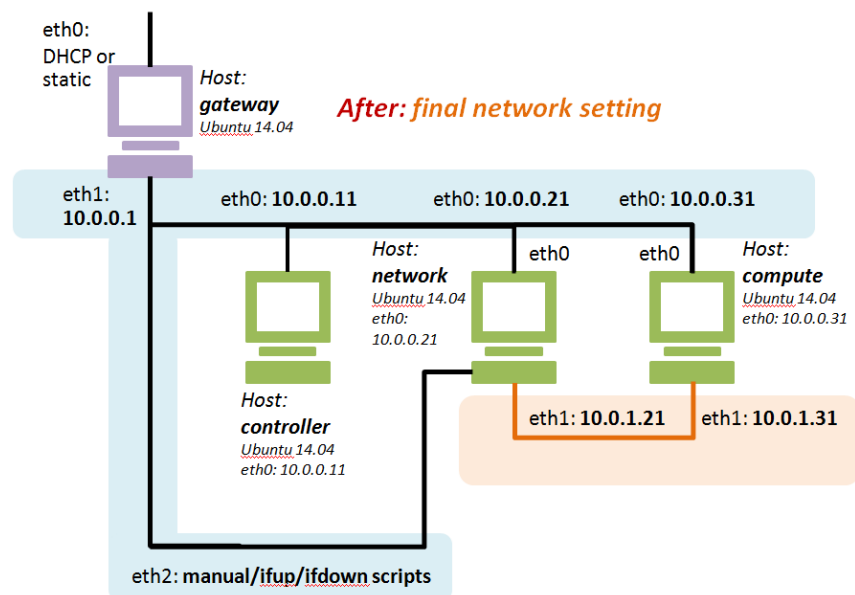 eth0:
DHCP or
static
Host:
gateway
Ubuntu 14.04
After: final network setting
eth1:
10.0.0.1
eth0: 10.0.0.11
eth0: 10.0.0.21
eth0: 10.0.0.31
Host:
network
Ubuntu 14.04
eth0:
10.0.0.21
eth0
eth0
Host:
compute
Ubuntu 14.04
eth0: 10.0.0.31
Host:
controller
Ubuntu 14.04
eth0: 10.0.0.11
eth1: 10.0.1.21
eth1: 10.0.1.31
eth2: manual/ifup/ifdown scripts